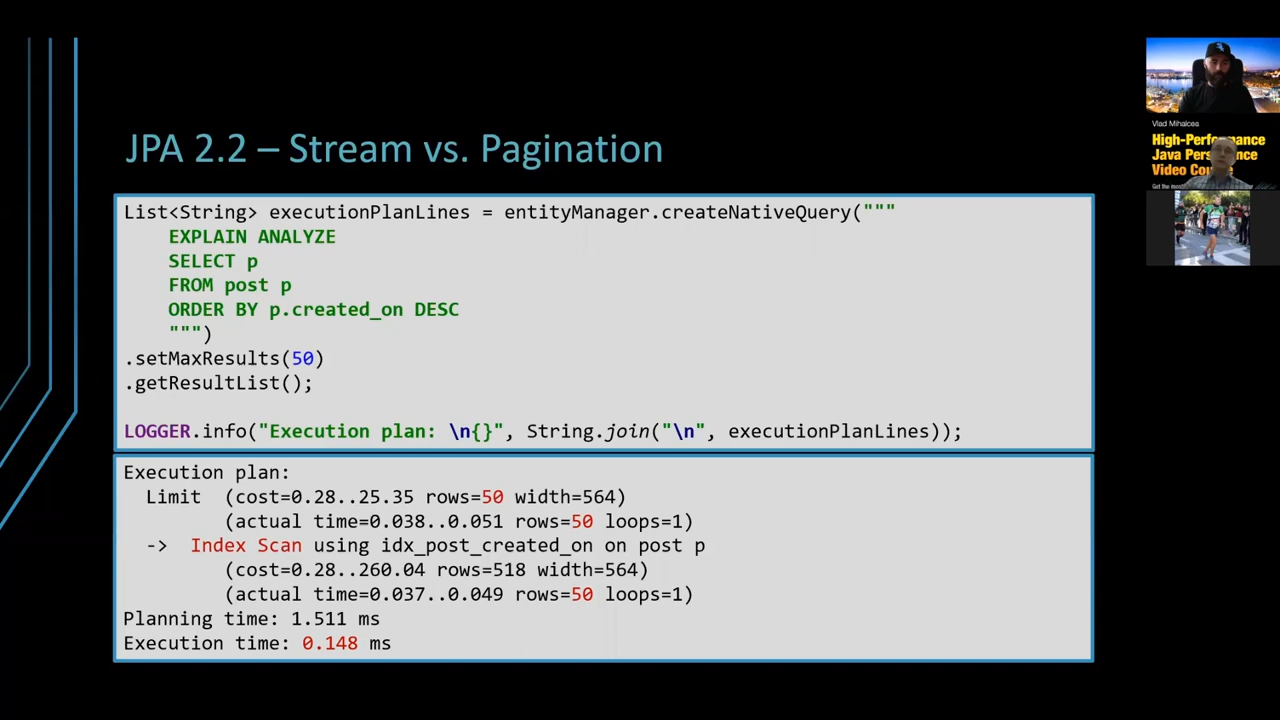 JPA 2.2 – Stream vs. Pagination
List<String> executionPlanLines = entityManager.createNativeQuery("""
EXPLAIN ANALYZE
SELECT p
FROM post p
ORDER BY p.created_on DESC
""")
.setMaxResults(50)
.getResultList();
LOGGER.info("Execution plan: \n{}", String.join("\n", executionPlanLines));
Execution plan:
Limit (cost=0.28..25.35 rows=50 width=564)
(actual time=0.038..0.051 rows=50 loops=1)
-> Index Scan using idx_post_created_on on post p
(cost=0.28..260.04 rows=518 width=564)
(actual time=0.037..0.049 rows=50 loops=1)
Planning time: 1.511 ms
Execution time: 0.148 ms
Vlad Mihalcea
High-Performance
Java
Video
Get the